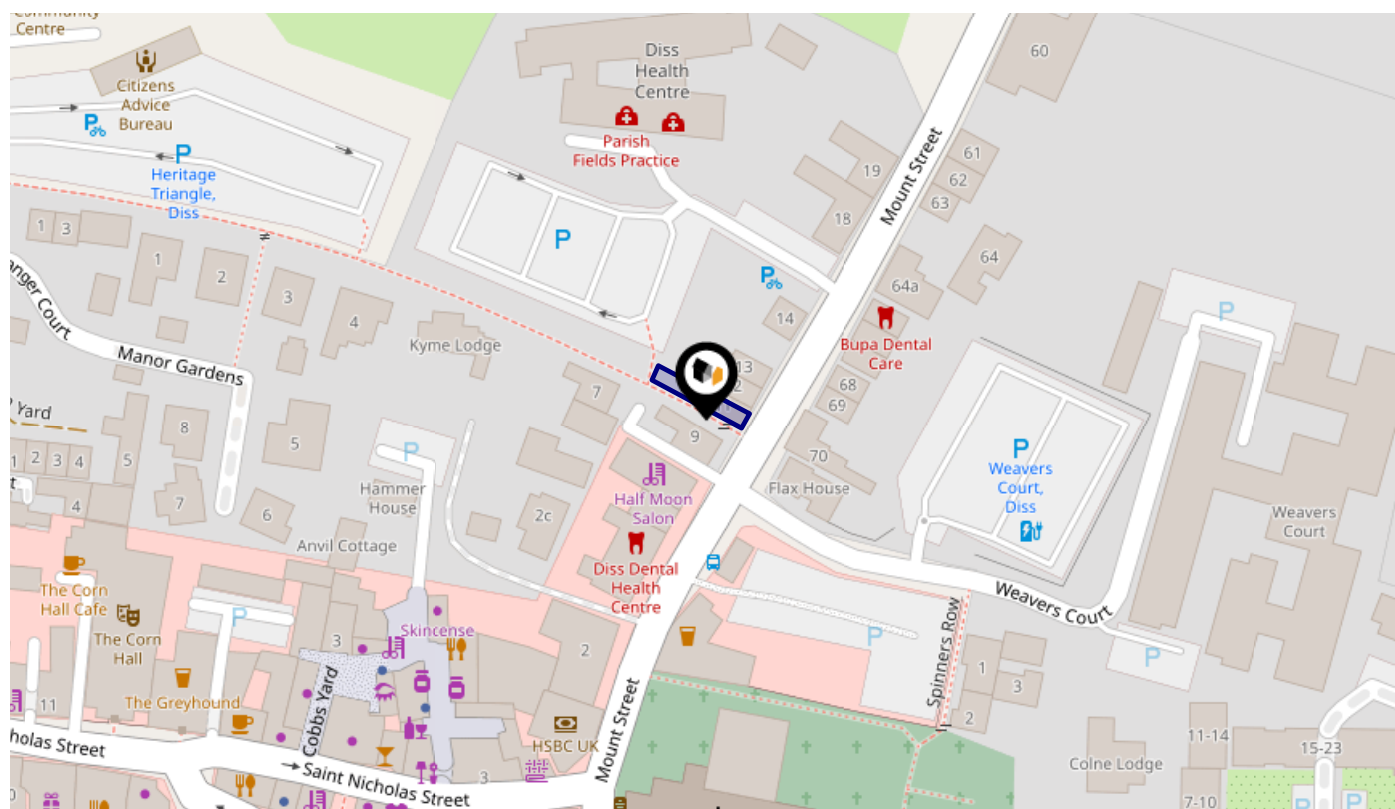 Community
Centre
Citizens
Advice
Bureau
Heritage
Triangle,
Diss
P
P
Diss
Health
Centre
Parish
Fields Practice
P
P
60
61
62
63
19
18
Mount Street
64
64a
14
13
Bupa Dental
Care
68
69
70
Flax House
P
P
Weavers
Court,
Diss
Weavers
Court
1
3
1
2
3
4
Kyme Lodge
7
9
Manor Gardens
8
5
7
6
Yard
1
2
3
4
5
4
P
Hammer
House
Anvil Cottage
2c
Half Moon
Salon
Diss Dental
Health
Centre
Weavers Court
P
P
Spinners Row
1
3
2
The Corn
Hall Cafe
The Corn
Hall
P
3
Skincense
2
The Greyhound
11
Cobbs Yard
HSBC UK
3
Mount Street
Saint Nicholas Street
Colne Lodge
11-14
15-23
7-10
P
P